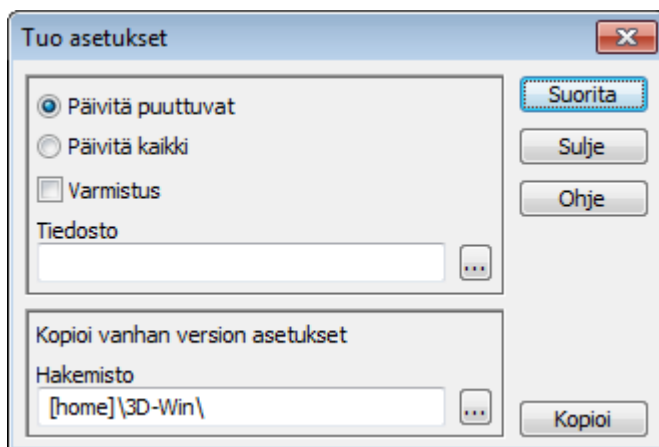 Tuo asetukset
Päivitä puuttuvat
Päivitä kaikki
Varmistus
Tiedosto
...
Suorita
Sulje
Ohje
Kopioi vanhan version asetukset
Hakemisto
[home]\3D-Win\
...
Kopioi